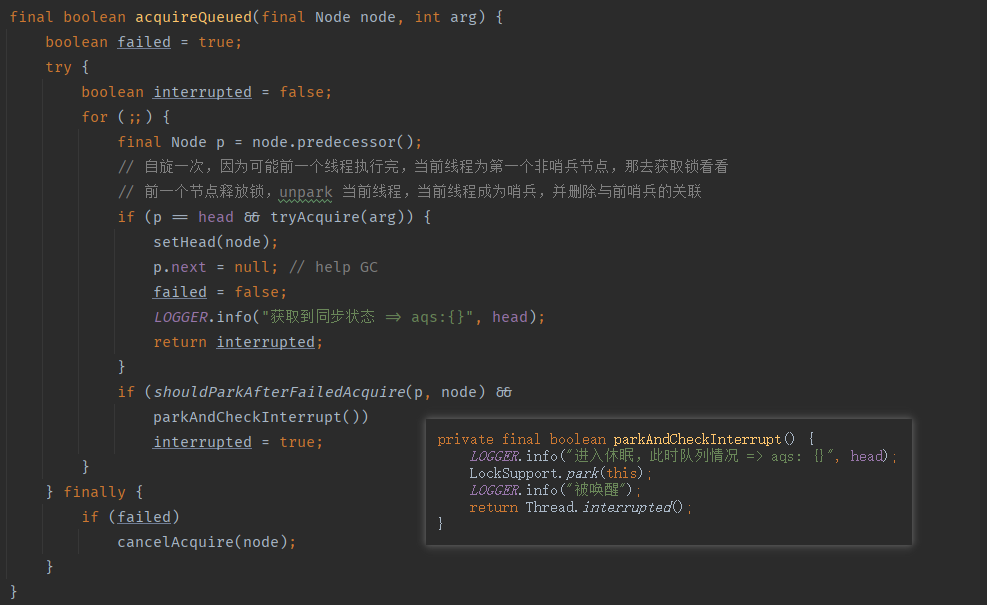 final boolean acquireQueued(final Node node, int arg) {
    boolean failed = true;
    try {
        boolean interrupted = false;
        for (;;) {
            final Node p = node.predecessor();
            // 自旋一次，因为可能前一个线程执行完，当前线程为第一个非哨兵节点，那去获取锁看看
            // 前一个节点释放锁，unpark 当前线程，当前线程成为哨兵，并删除与前哨兵的关联
            if (p == head && tryAcquire(arg)) {
                setHead(node);
                p.next = null; // help GC
                failed = false;
                LOGGER.info("获取到同步状态 => aqs:{}", head);
                return interrupted;
            }
            if (shouldParkAfterFailedAcquire(p, node) &&
                parkAndCheckInterrupt())
                interrupted = true;
        }
    } finally {
        if (failed)
            cancelAcquire(node);
    }
}
private final boolean parkAndCheckInterrupt() {
    LOGGER.info("进入休眠，此时队列情况 => aqs: {}", head);
    LockSupport.park(this);
    LOGGER.info("被唤醒");
    return Thread.interrupted();
}